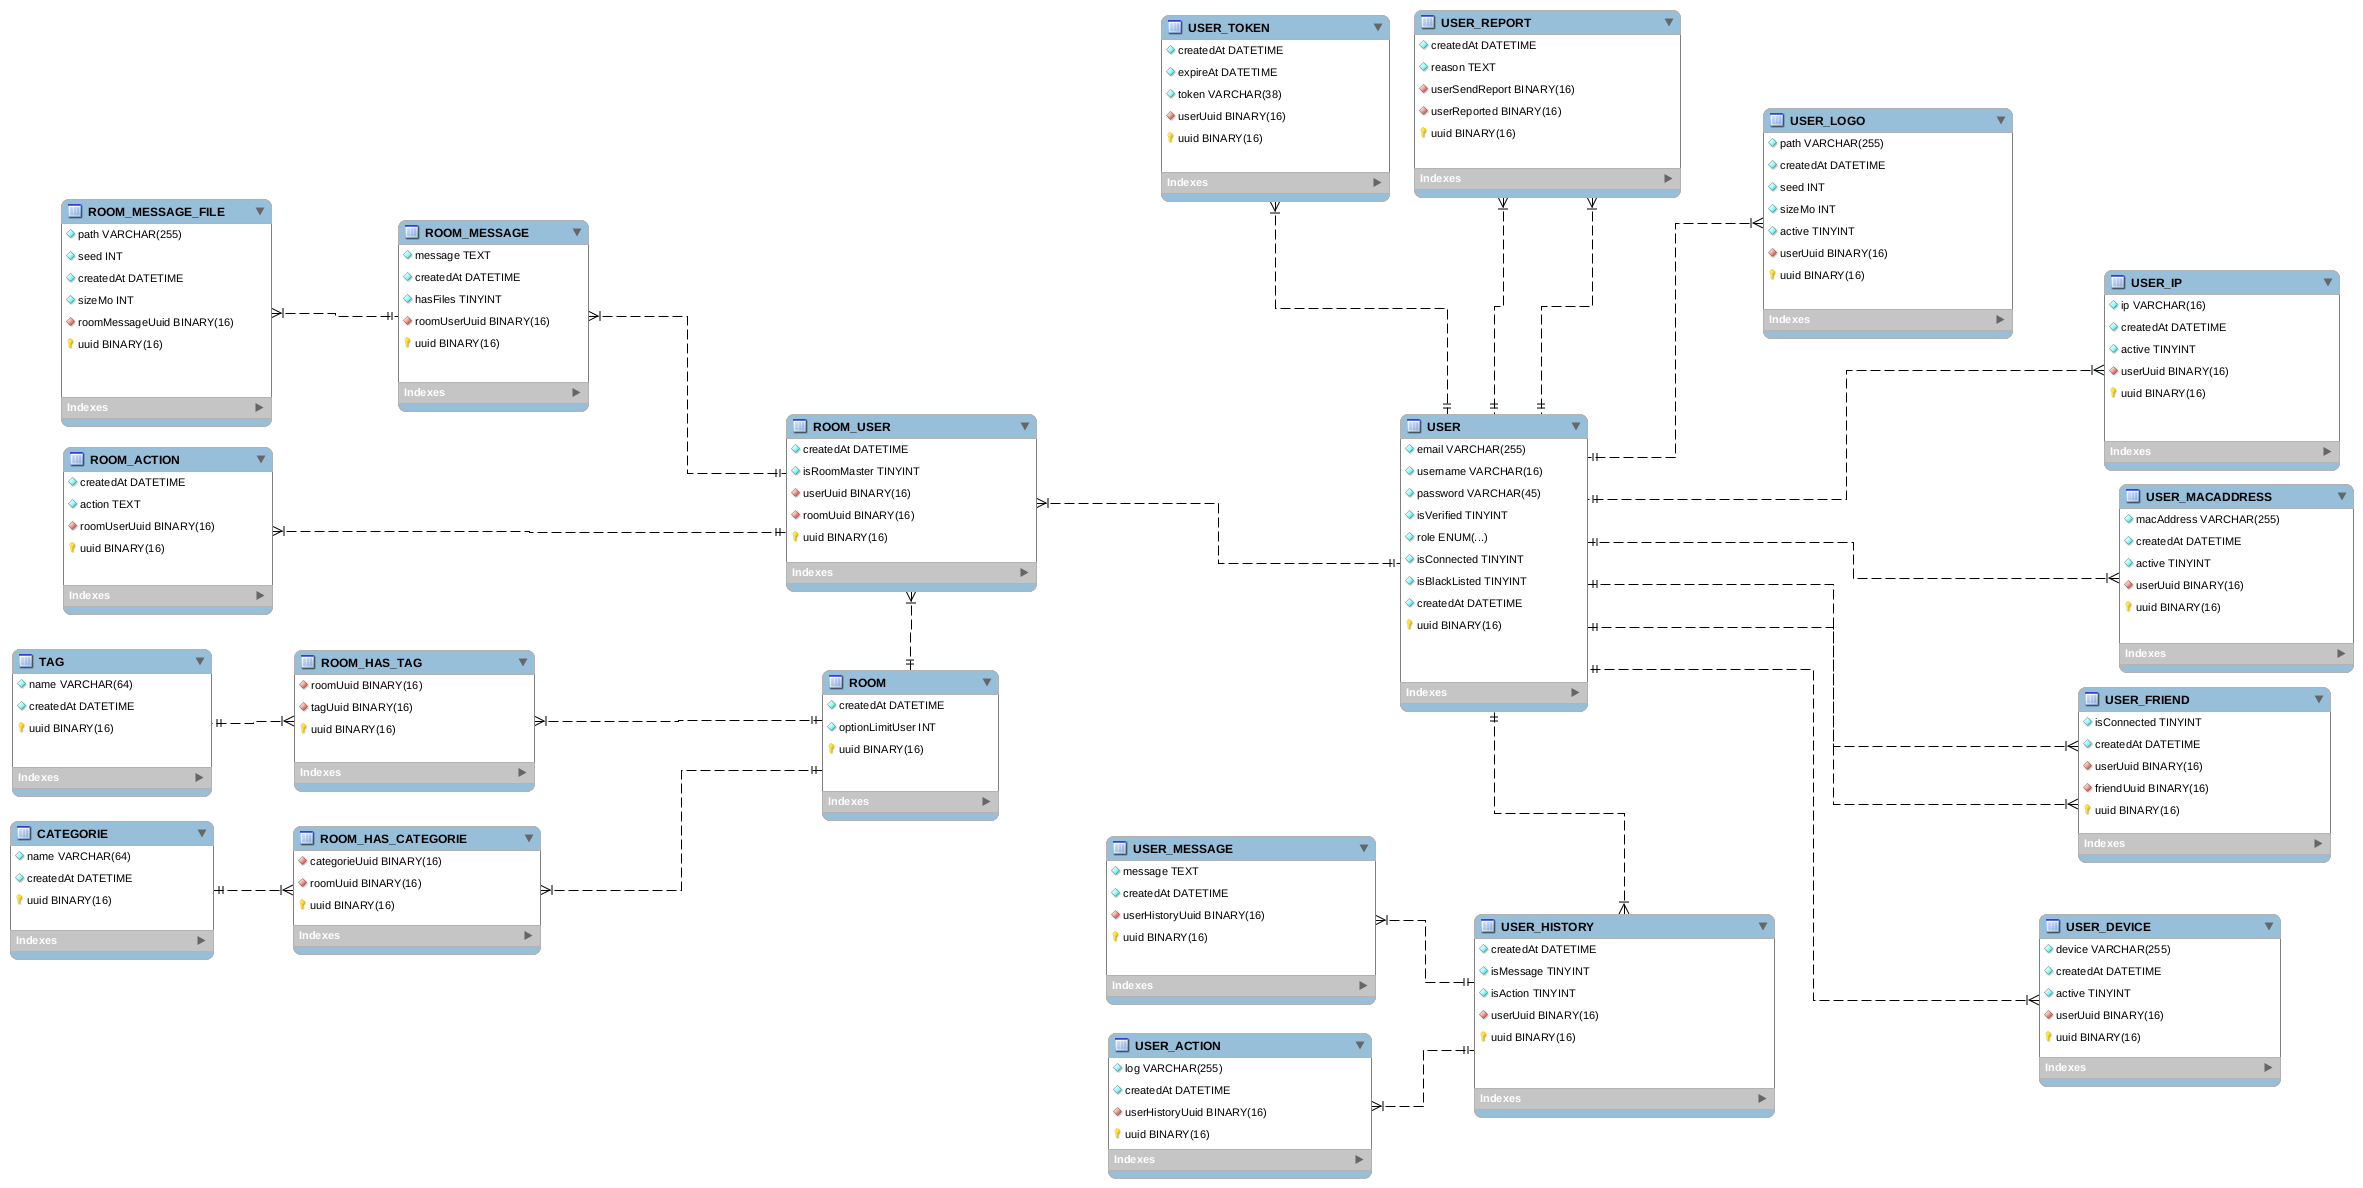 USER_TOKEN
createdAt DATETIME
expireAt DATETIME
token VARCHAR(38)
userUuid BINARY(16)
uuid BINARY(16)
Indexes
USER_REPORT
createdAt DATETIME
reason TEXT
userSendReport BINARY(16)
userReported BINARY(16)
uuid BINARY(16)
Indexes
USER_LOGO
path VARCHAR(255)
createdAt DATETIME
seed INT
sizeMo INT
active TINYINT
userUuid BINARY(16)
uuid BINARY(16)
Indexes
ROOM_MESSAGE_FILE
path VARCHAR(255)
seed INT
createdAt DATETIME
sizeMo INT
roomMessageUuid BINARY(16)
uuid BINARY(16)
Indexes
ROOM_MESSAGE
message TEXT
createdAt DATETIME
hasFiles TINYINT
roomUserUuid BINARY(16)
uuid BINARY(16)
Indexes
USER_IP
ip VARCHAR(16)
createdAt DATETIME
active TINYINT
userUuid BINARY(16)
uuid BINARY(16)
Indexes
ROOM_USER
createdAt DATETIME
isRoomMaster TINYINT
userUuid BINARY(16)
roomUuid BINARY(16)
uuid BINARY(16)
Indexes
USER
email VARCHAR(255)
username VARCHAR(16)
password VARCHAR(45)
isVerified TINYINT
role ENUM(...)
isConnected TINYINT
isBlackListed TINYINT
createdAt DATETIME
uuid BINARY(16)
Indexes
ROOM_ACTION
createdAt DATETIME
action TEXT
roomUserUuid BINARY(16)
uuid BINARY(16)
Indexes
USER_MACADDRESS
macAddress VARCHAR(255)
createdAt DATETIME
active TINYINT
userUuid BINARY(16)
uuid BINARY(16)
Indexes
TAG
name VARCHAR(64)
createdAt DATETIME
uuid BINARY(16)
Indexes
ROOM_HAS_TAG
roomUuid BINARY(16)
tagUuid BINARY(16)
uuid BINARY(16)
Indexes
ROOM
createdAt DATETIME
optionLimitUser INT
uuid BINARY(16)
Indexes
USER_FRIEND
isConnected TINYINT
createdAt DATETIME
userUuid BINARY(16)
friendUuid BINARY(16)
uuid BINARY(16)
Indexes
CATEGORIE
name VARCHAR(64)
createdAt DATETIME
uuid BINARY(16)
Indexes
ROOM_HAS_CATEGORIE
categorieUuid BINARY(16)
roomUuid BINARY(16)
uuid BINARY(16)
Indexes
USER_MESSAGE
message TEXT
createdAt DATETIME
userHistoryUuid BINARY(16)
uuid BINARY(16)
Indexes
USER_HISTORY
createdAt DATETIME
isMessage TINYINT
isAction TINYINT
userUuid BINARY(16)
uuid BINARY(16)
Indexes
USER_DEVICE
device VARCHAR(255)
createdAt DATETIME
active TINYINT
userUuid BINARY(16)
uuid BINARY(16)
Indexes
USER_ACTION
log VARCHAR(255)
createdAt DATETIME
userHistoryUuid BINARY(16)
uuid BINARY(16)
Indexes